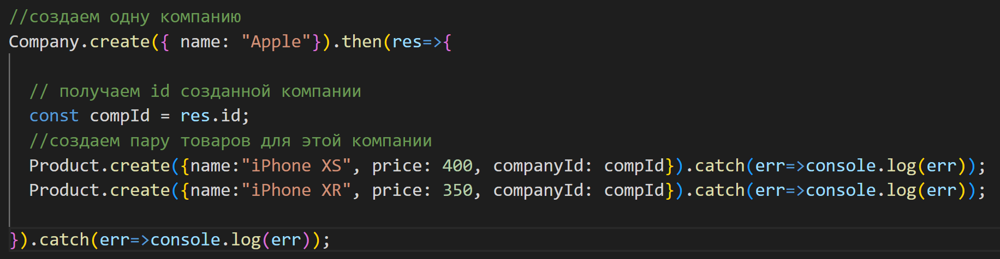 //создаем одну компанию
Company.create({ name: "Apple"}).then(res=>{
// получаем id созданной компании
const compId = res.id;
//создаем пару товаров для этой компании
Product.create({name:"iPhone XS", price: 400, companyId: compId}).catch(err=>console.log(err));
Product.create({name:"iPhone XR", price: 350, companyId: compId}).catch(err=>console.log(err));
}).catch(err=>console.log(err));